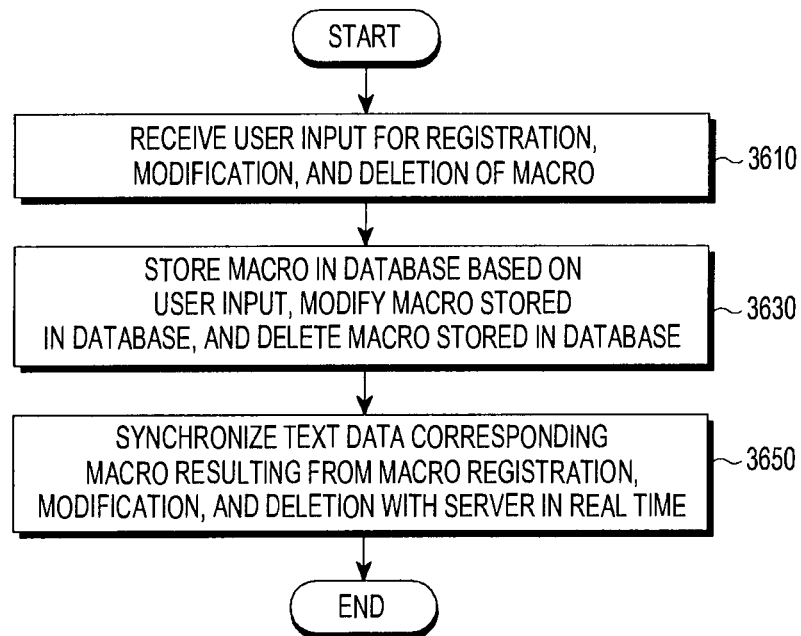 START
RECEIVE USER INPUT FOR REGISTRATION,
MODIFICATION, AND DELETION OF MACRO
3610
STORE MACRO IN DATABASE BASED ON
USER INPUT, MODIFY MACRO STORED
IN DATABASE, AND DELETE MACRO STORED IN DATABASE
3630
SYNCHRONIZE TEXT DATA CORRESPONDING
MACRO RESULTING FROM MACRO REGISTRATION,
MODIFICATION, AND DELETION WITH SERVER IN REAL TIME
3650
END